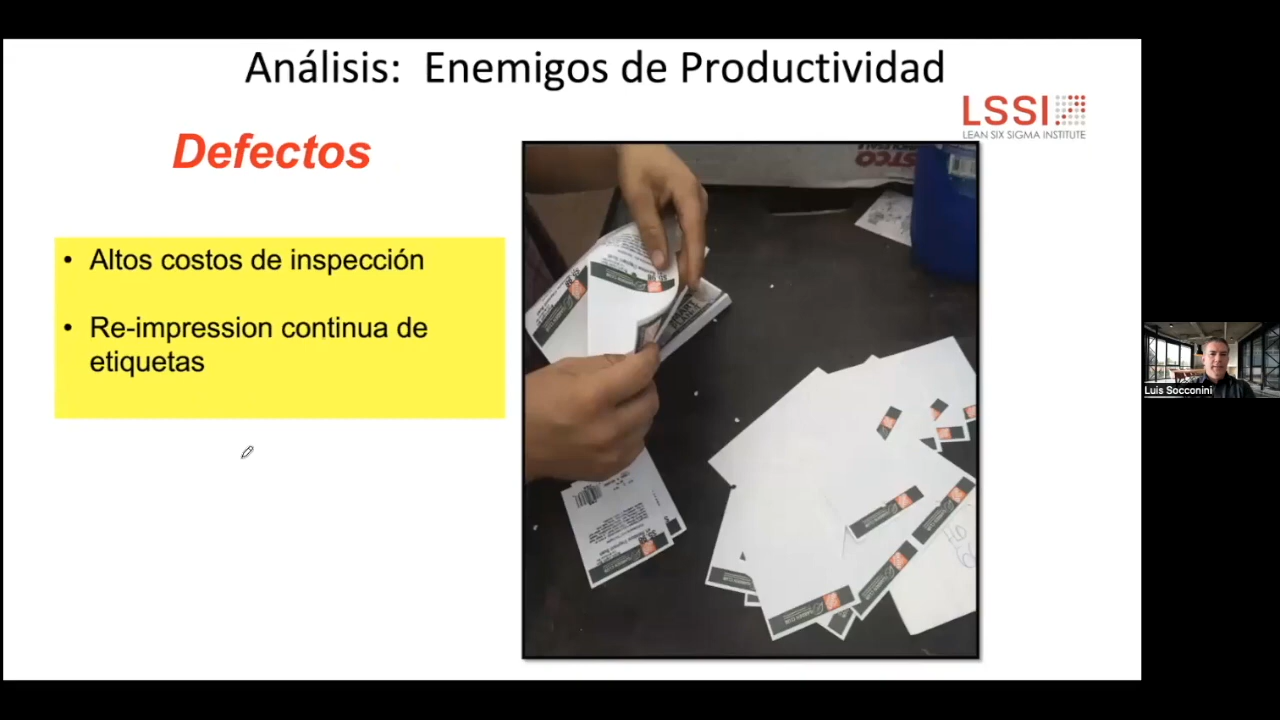 Análisis:  Enemigos de Productividad
LSSI
LEAN SIX SIGMA INSTITUTE
Defectos
• Altos costos de inspección
• Re-impression continua de
etiquetas
Luis Socconini